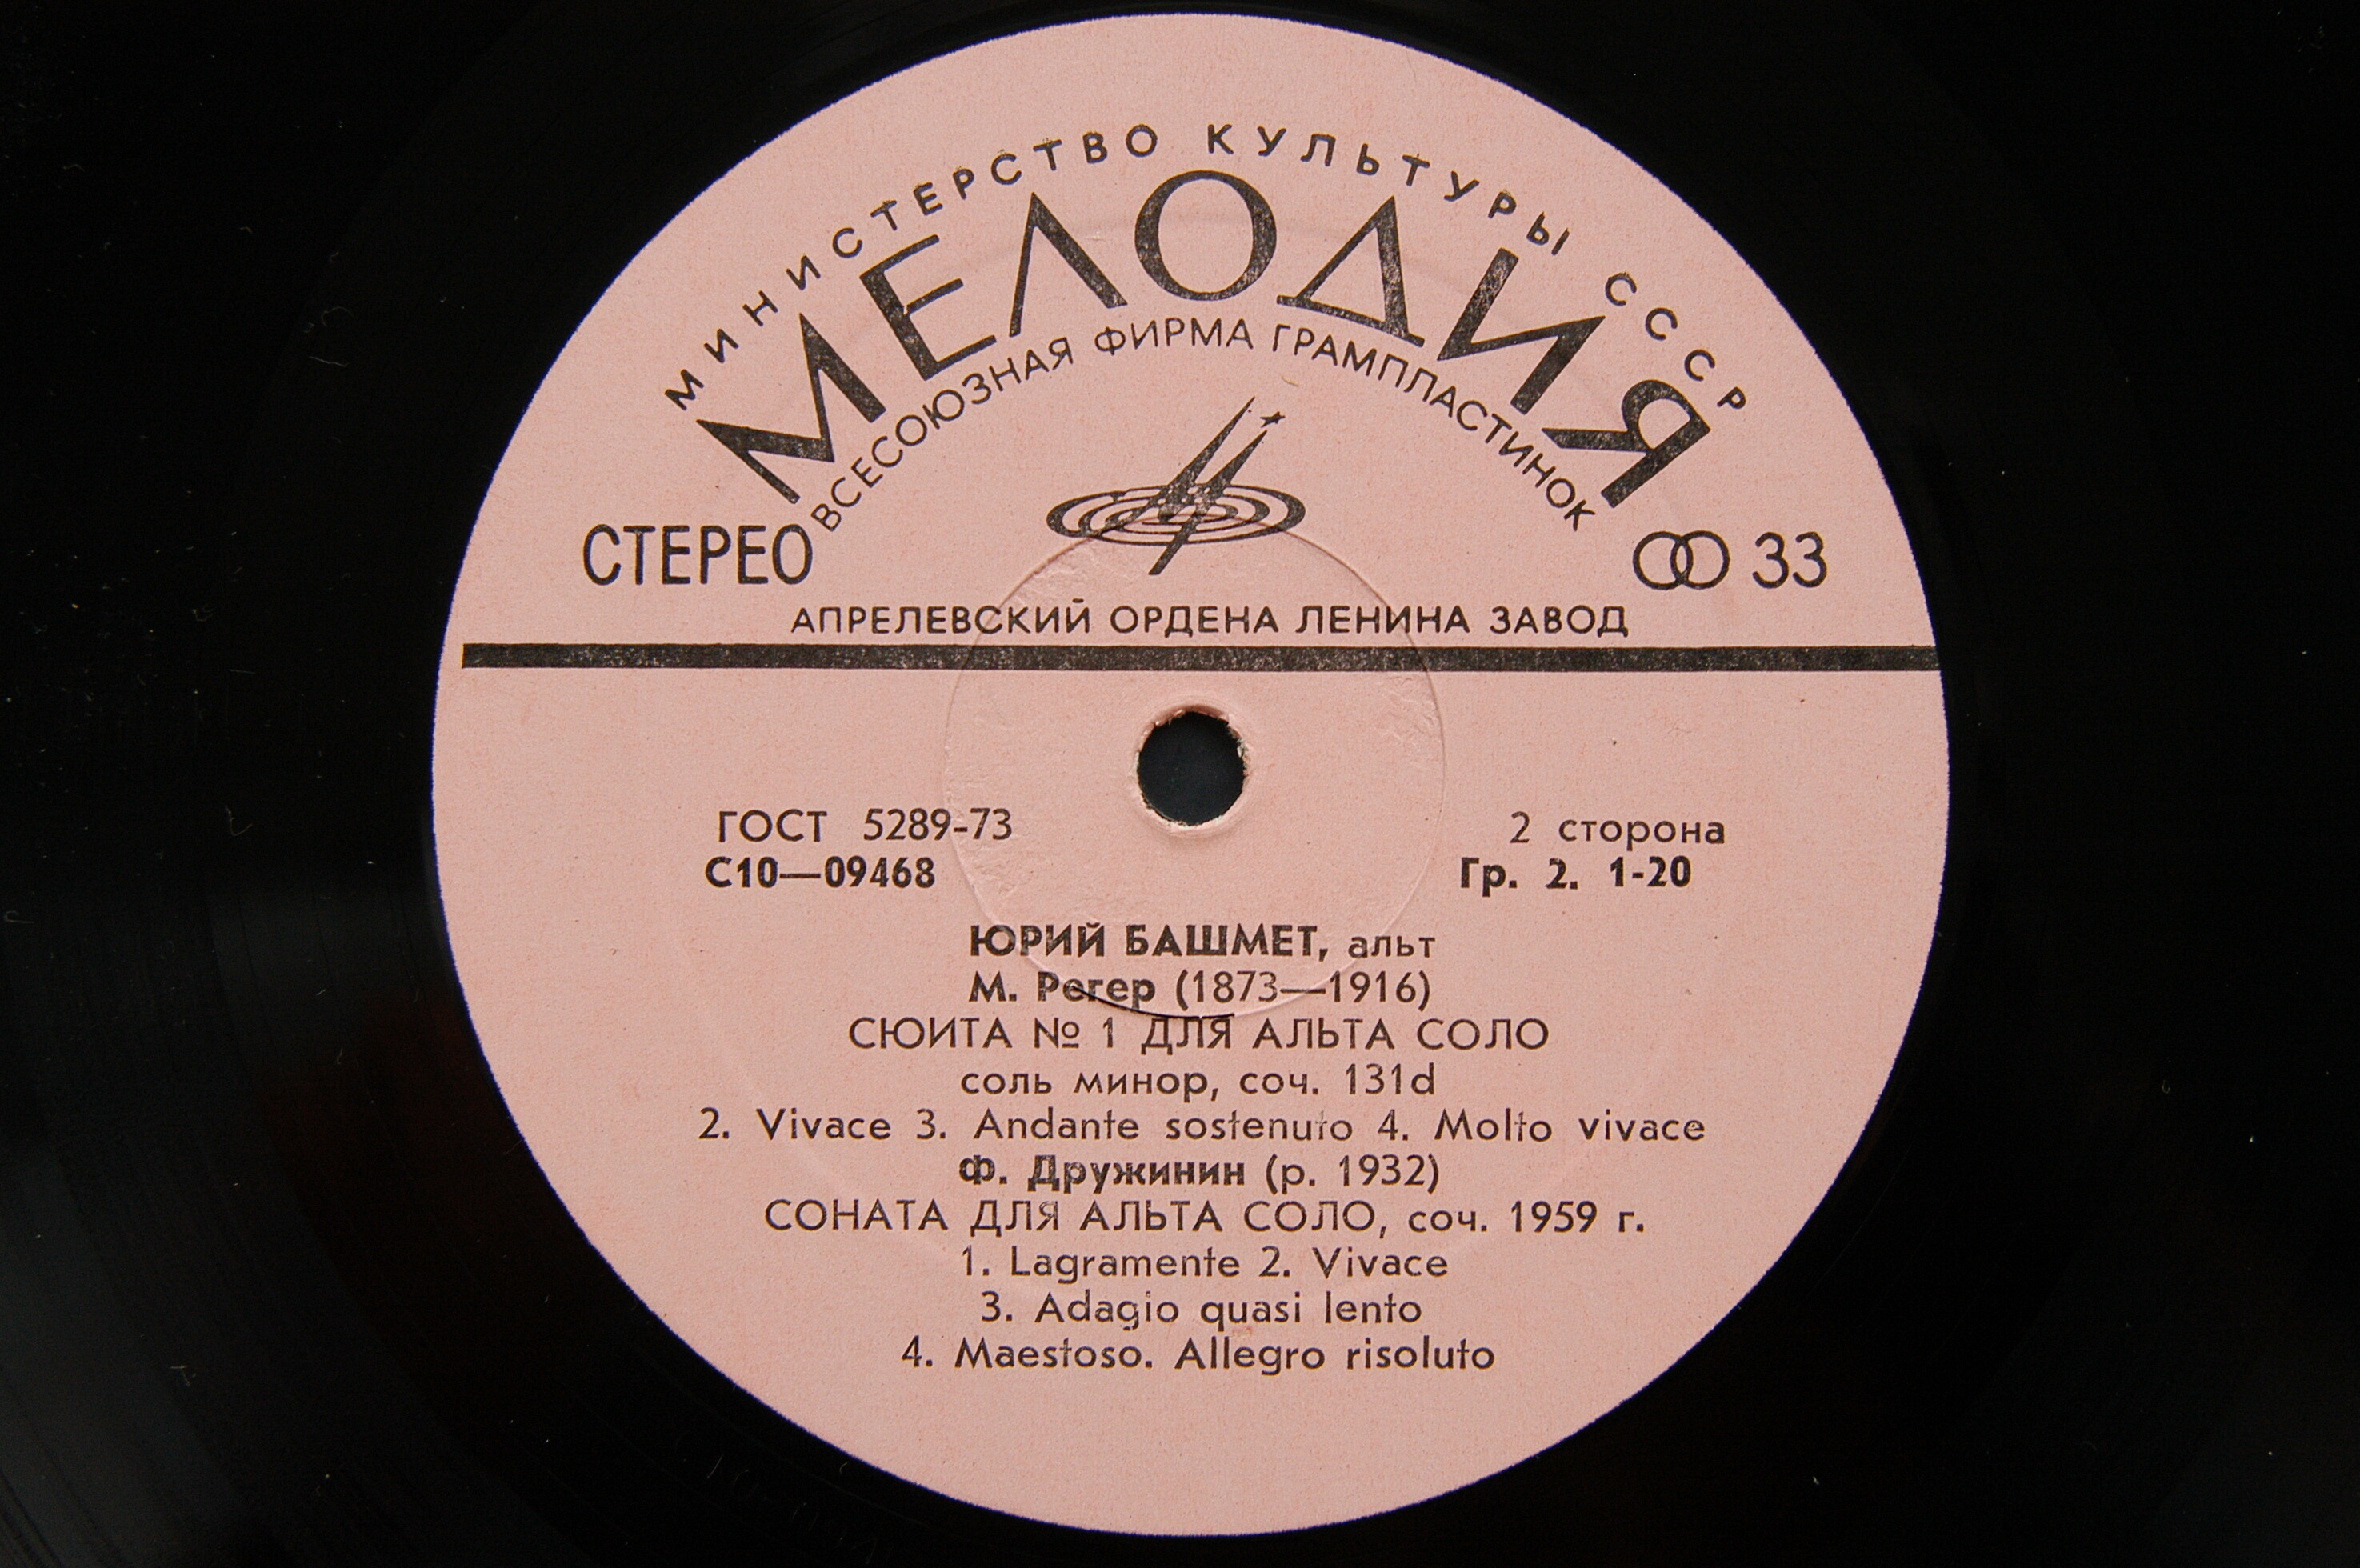 МИНИСТЕРСТВО КУЛЬТУРЫ СССР
МЕЛОДИЯ
ВСЕСОЮЗНАЯ ФИРМА ГРАМПЛАСТИНОК
СТЕРЕО
33
АПРЕЛЕВСКИЙ ОРДЕНА ЛЕНИНА ЗАВОД
ГОСТ 5289-73
2 сторона
С10—09468
Гр. 2. 1-20
ЮРИЙ БАШМЕТ, альт
М. Регер (1873—1916)
СЮИТА № 1 ДЛЯ АЛЬТА СОЛО
соль минор, соч. 131d
2. Vivace 3. Andante sostenuto 4. Molto vivace
Ф. Дружинин (р. 1932)
СОНАТА ДЛЯ АЛЬТА СОЛО, соч. 1959 г.
1. Lagramente 2. Vivace
3. Adagio quasi lento
4. Maestoso. Allegro risoluto